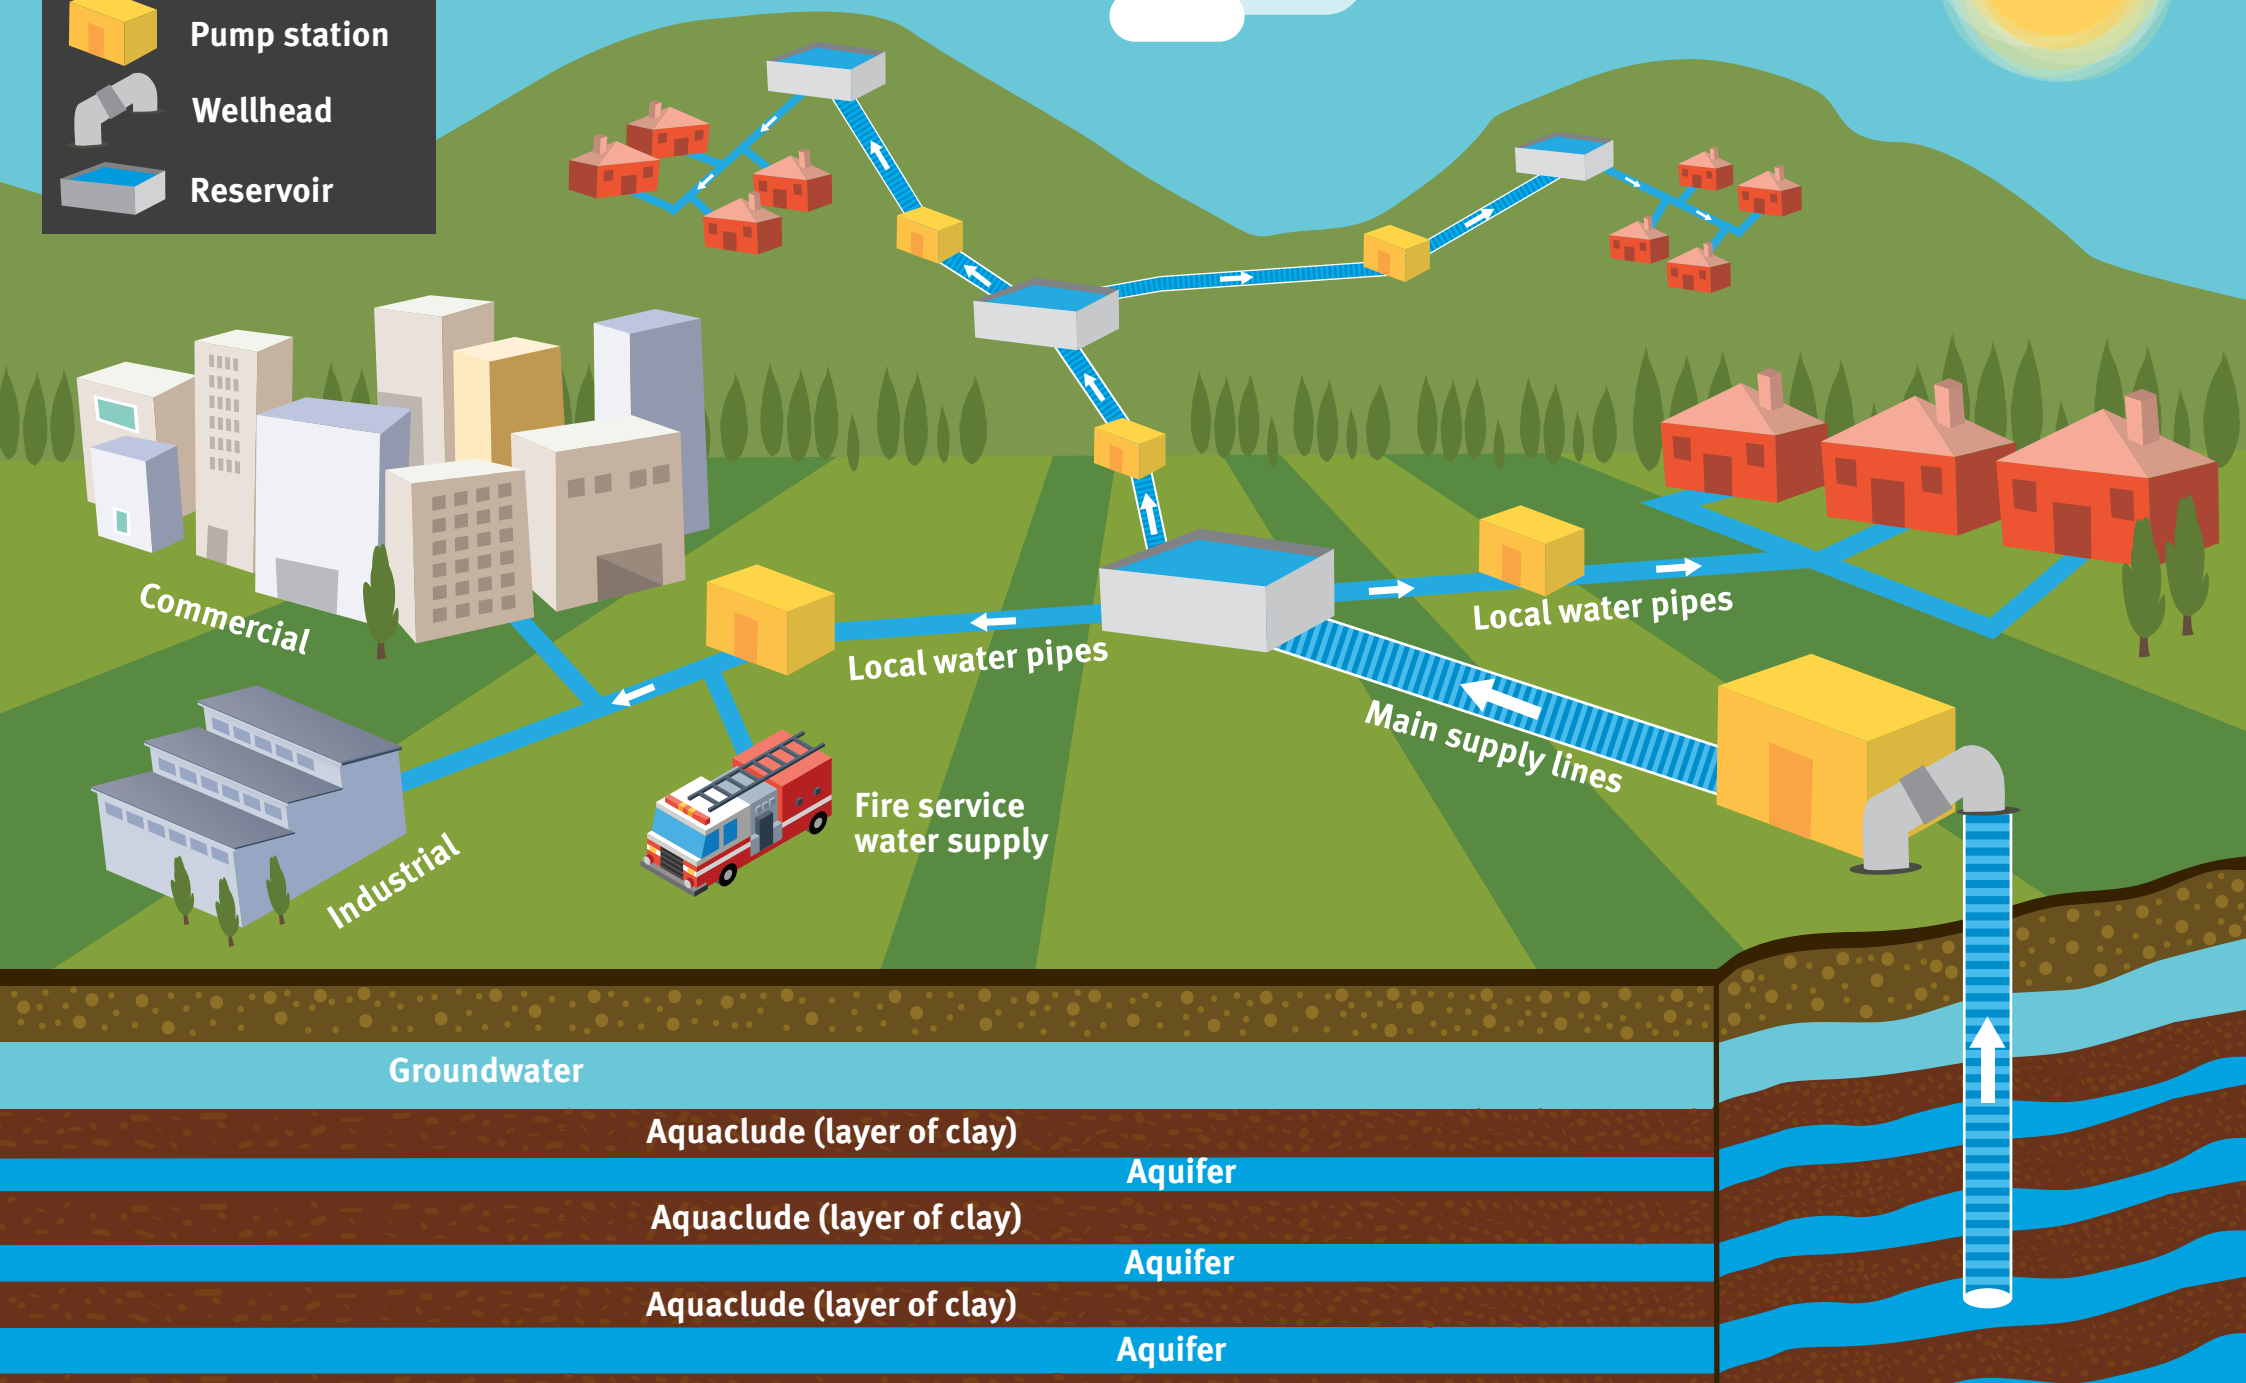 Pump station
Wellhead
Reservoir
Commercial
Local water pipes
Local water pipes
Main supply lines
Fire service
water supply
Industrial
Groundwater
Aquaclude (layer of clay)
Aquifer
Aquaclude (layer of clay)
Aquifer
Aquaclude (layer of clay)
Aquifer